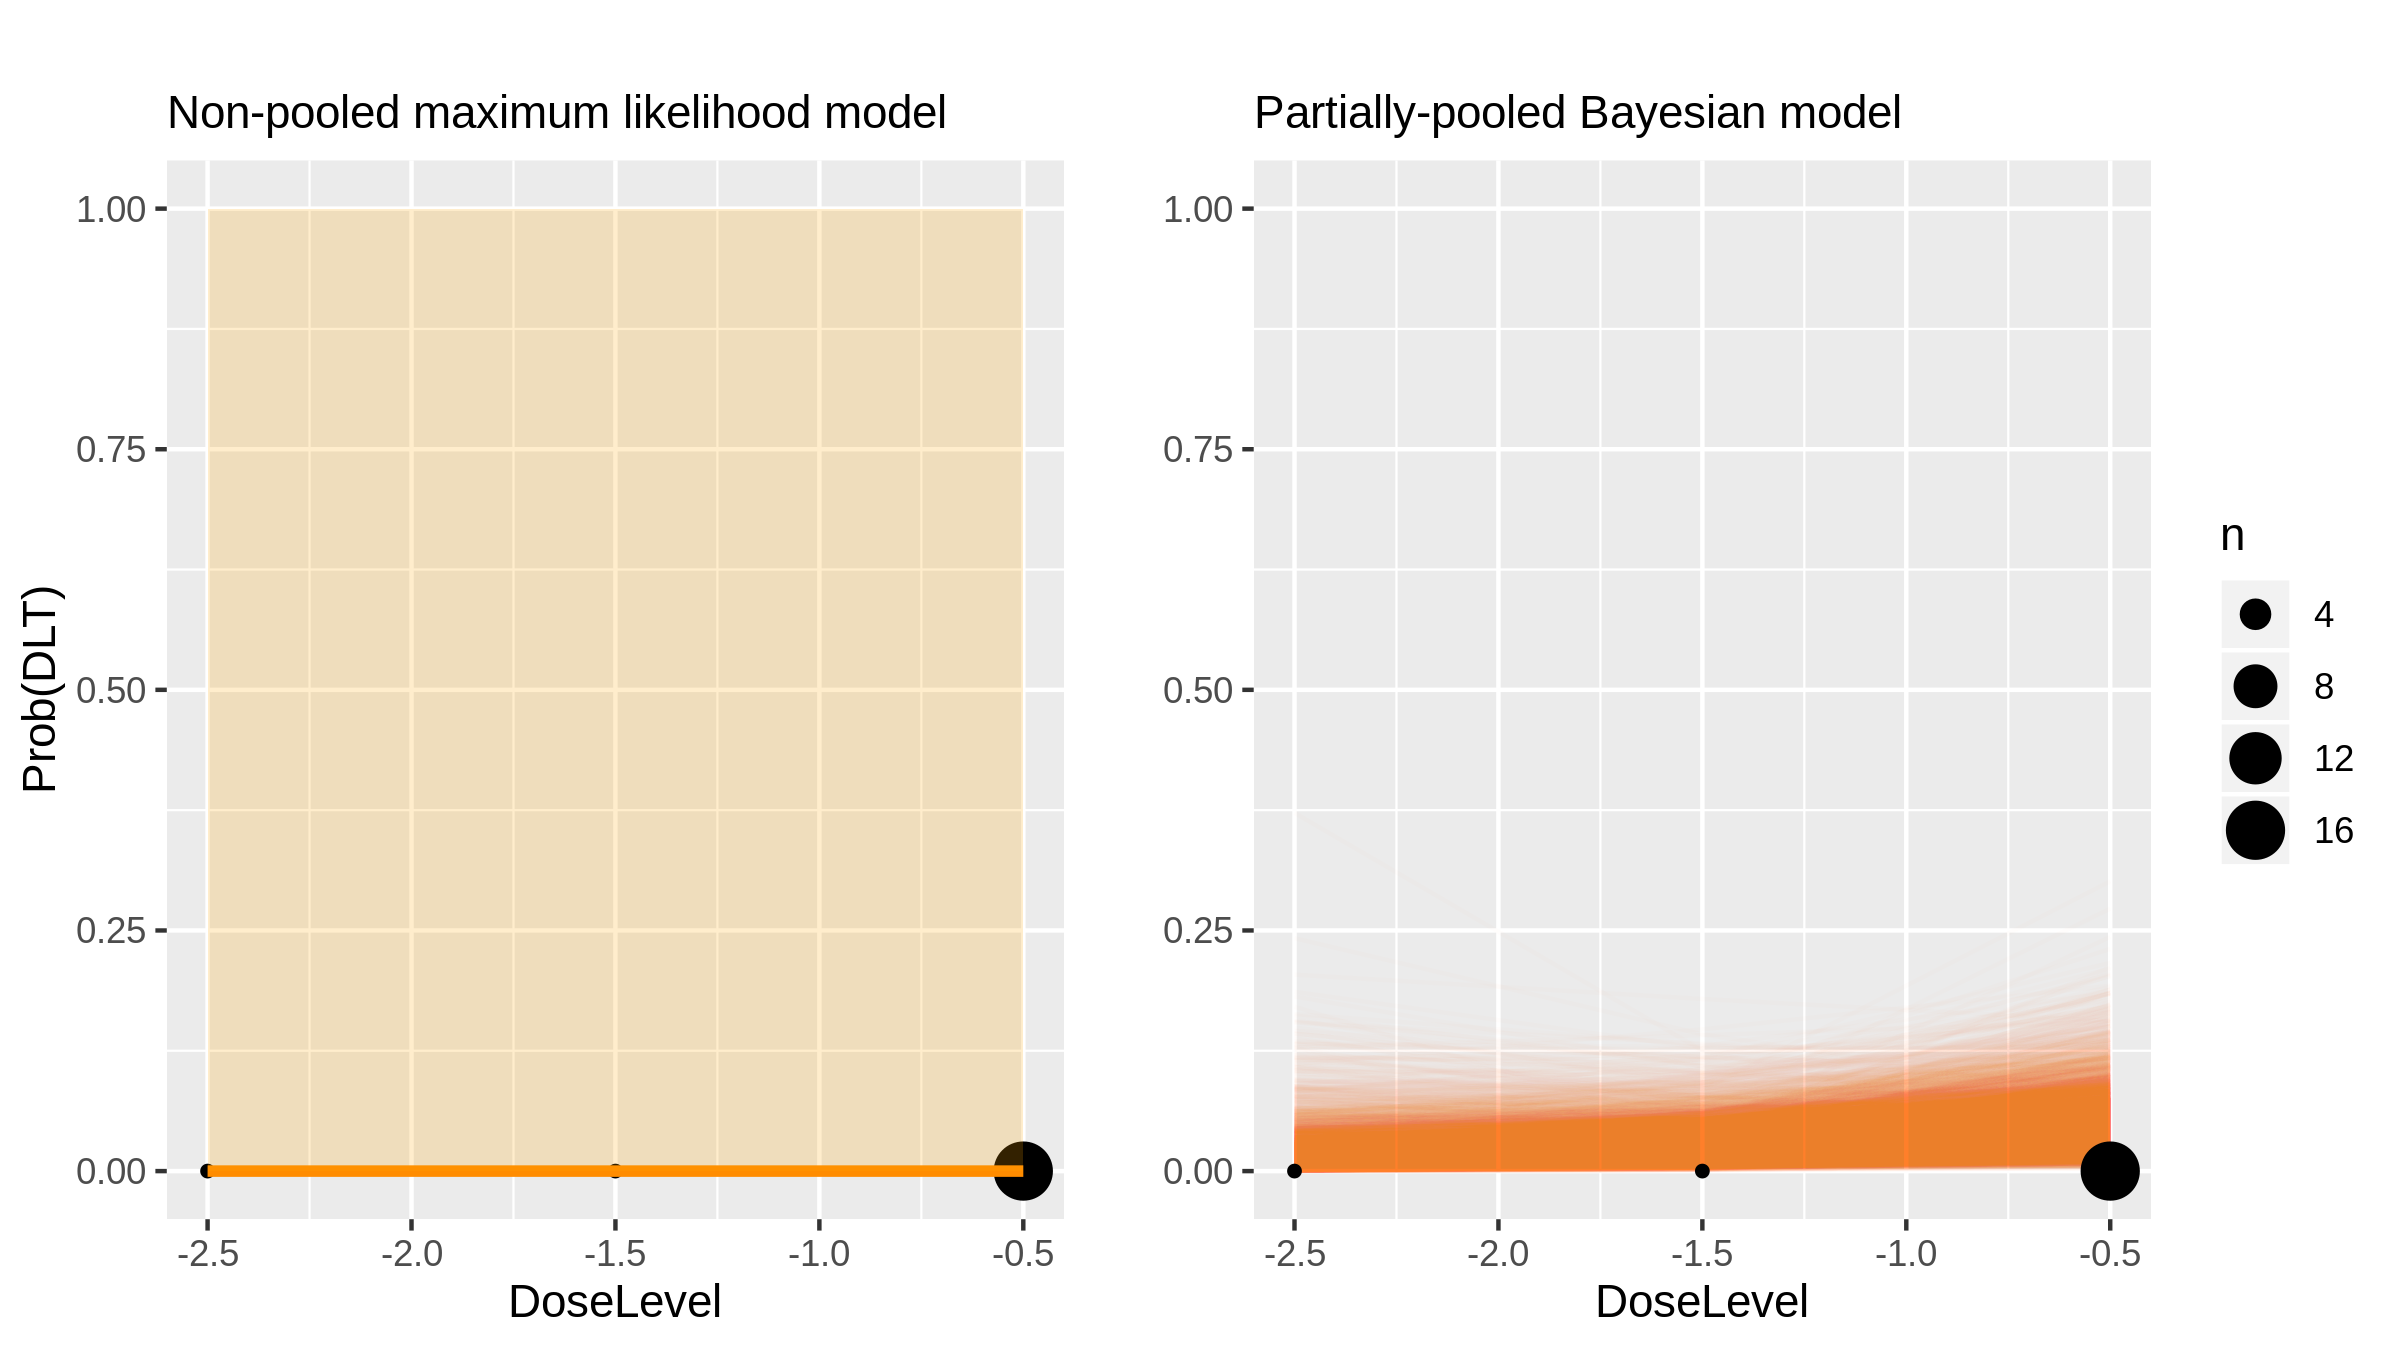 Non-pooled maximum likelihood model
Prob(DLT)
1.00
0.75
0.50
0.25
0.00
-2.5 -2.0 -1.5 -1.0 -0.5
DoseLevel
Partially-pooled Bayesian model
1.00
0.75
0.50
0.25
0.00
-2.5 -2.0 -1.5 -1.0 -0.5
DoseLevel
n
4
8
12
16